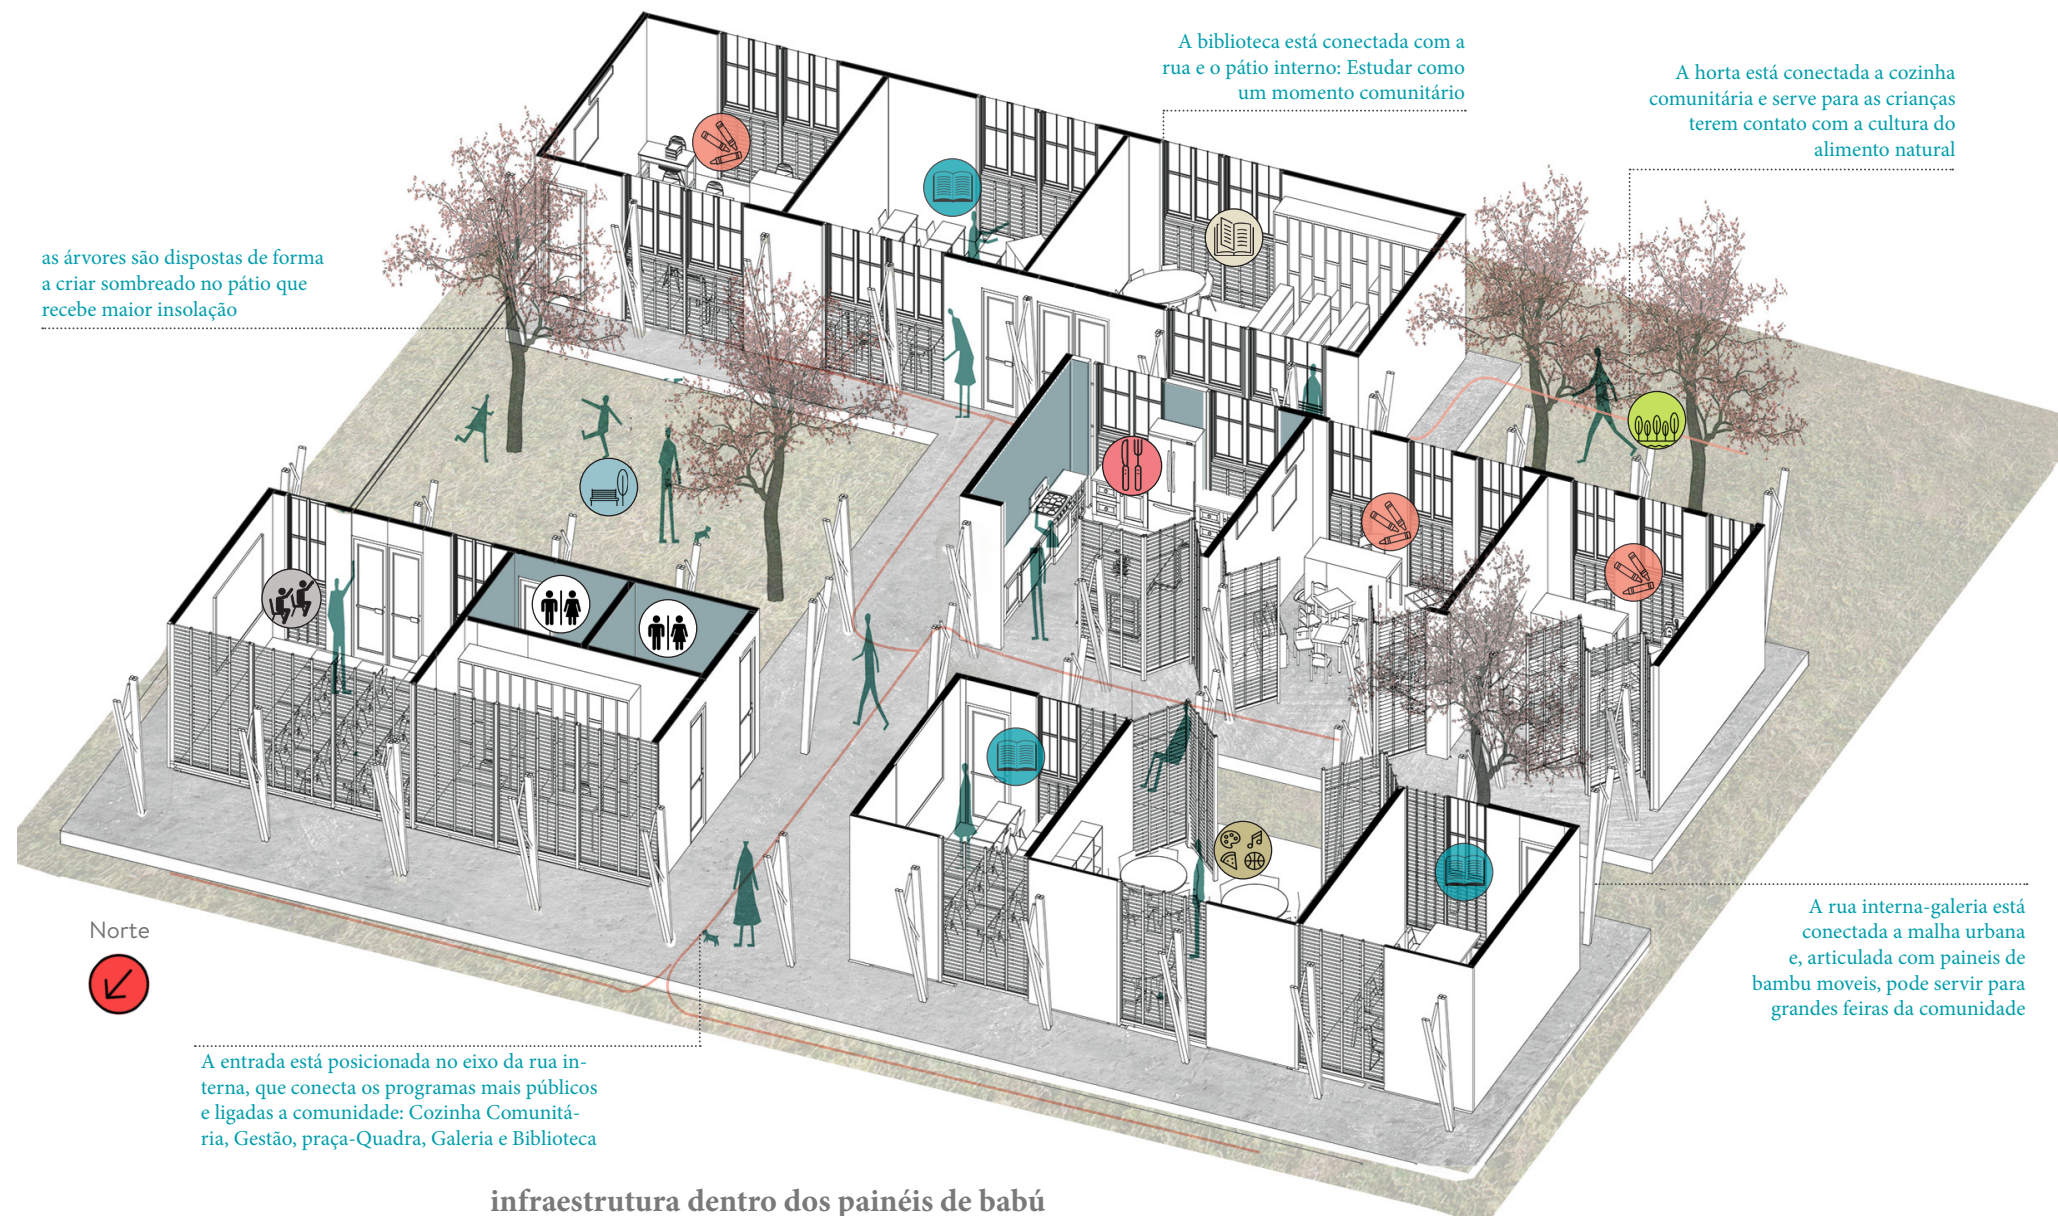 A biblioteca está conectada com a
rua e o pátio interno: Estudar como
um momento comunitário
A horta está conectada a cozinha
comunitária e serve para as crianças
terem contato com a cultura do
alimento natural
as árvores são dispostas de forma
a criar sombreado no pátio que
recebe maior insolação
Norte
A rua interna-galeria está
conectada a malha urbana
e, articulada com paineis de
bambu moveis, pode servir para
grandes feiras da comunidade
A entrada está posicionada no eixo da rua in-
terna, que conecta os programas mais públicos
e ligadas a comunidade: Cozinha Comunitá-
ria, Gestão, praça-Quadra, Galeria e Biblioteca
infraestrutura dentro dos painéis de babú